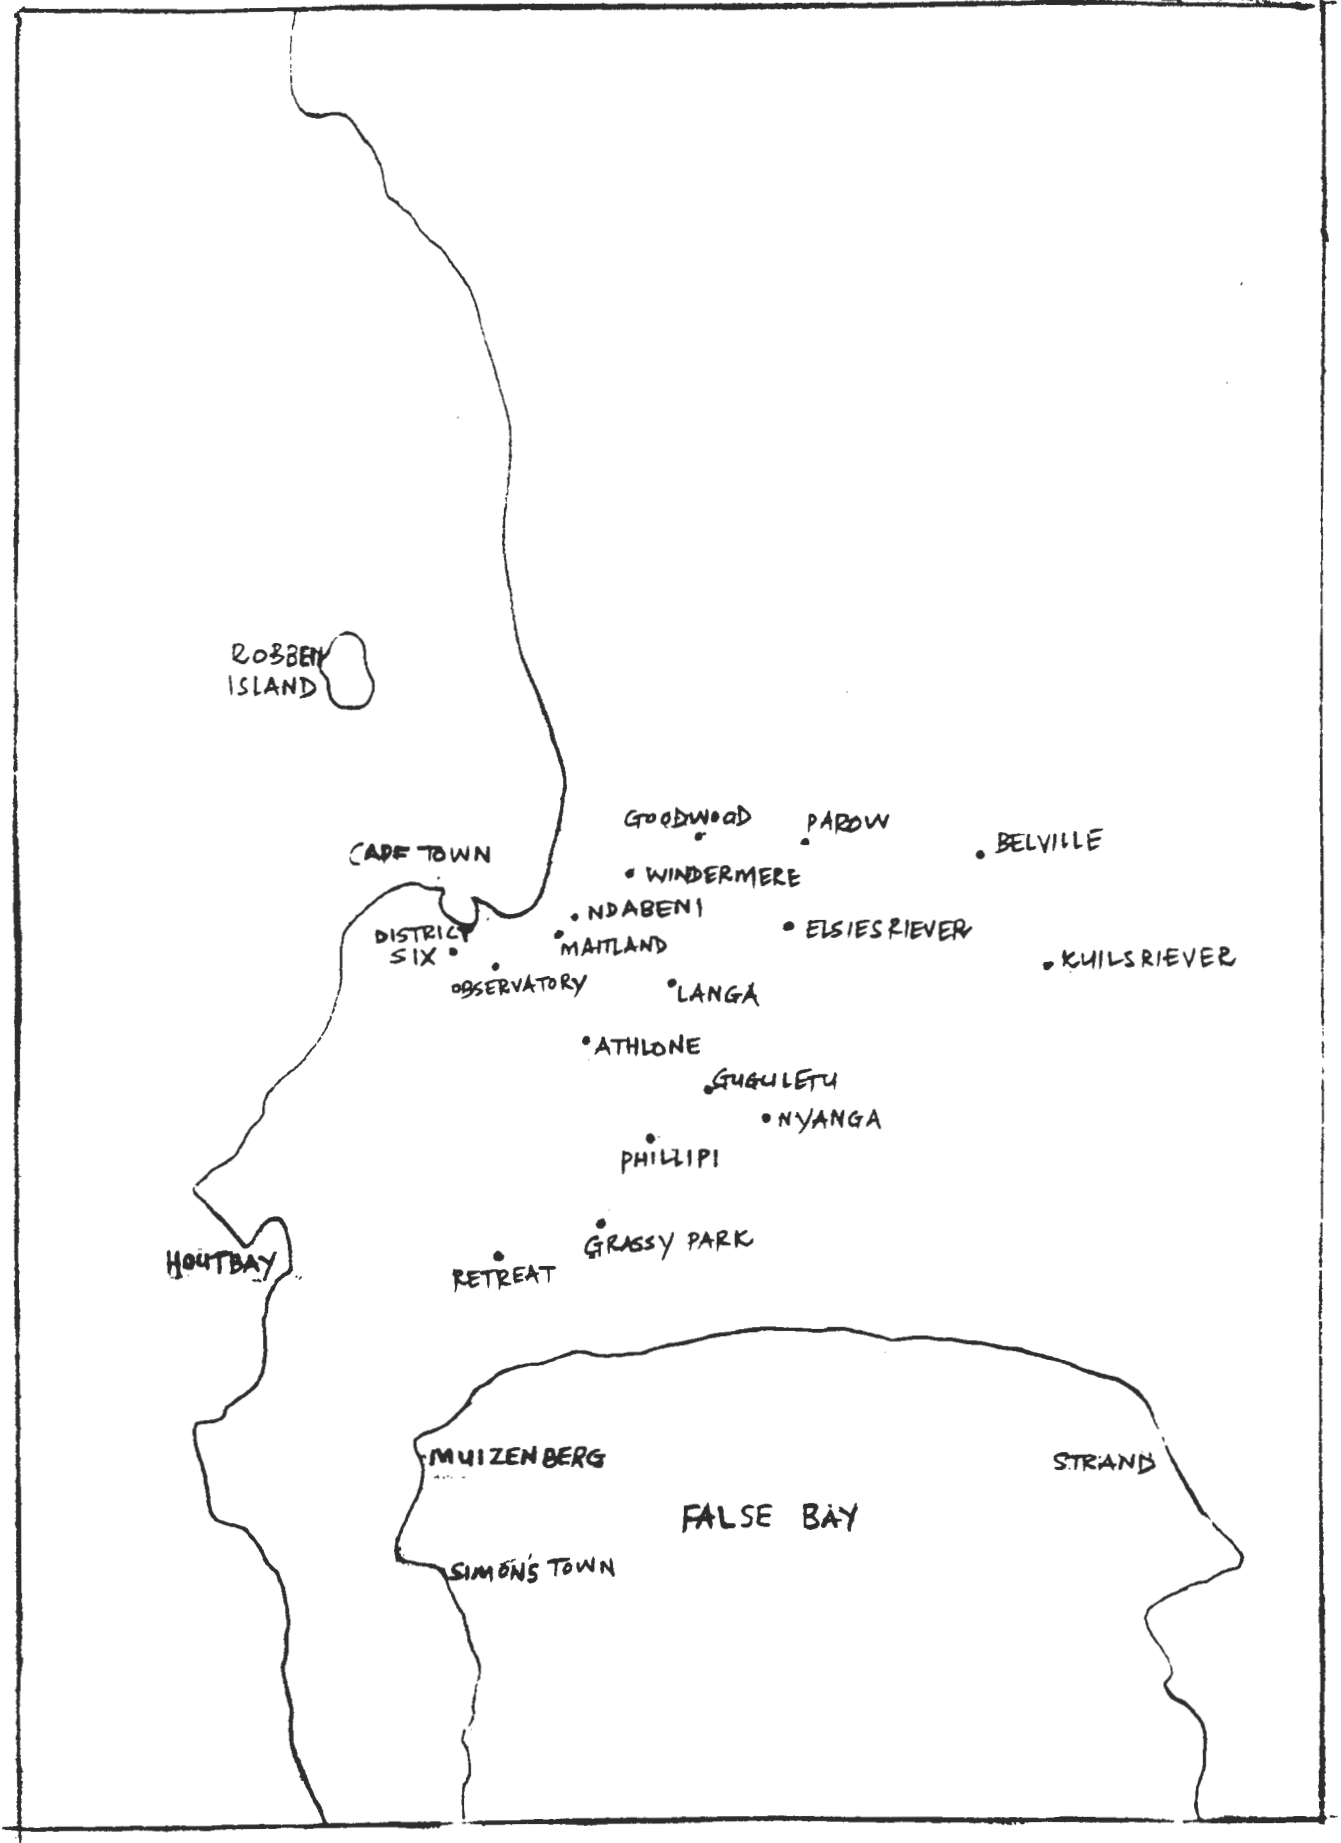 ROBBEN
ISLAND
GOODWOOD
PAROW
BELVILLE
CAPE TOWN
WINDERMERE
NDABENI
DISTRICT
SIX
MAITLAND
ELSIESRIEVER
KUILSRIEVER
OBSERVATORY
LANGA
ATHLONE
GUGULETU
NYANGA
PHILLIPI
GRASSY PARK
HOUTBAY
RETREAT
MUIZENBERG
STRAND
FALSE BAY
SIMON'S TOWN